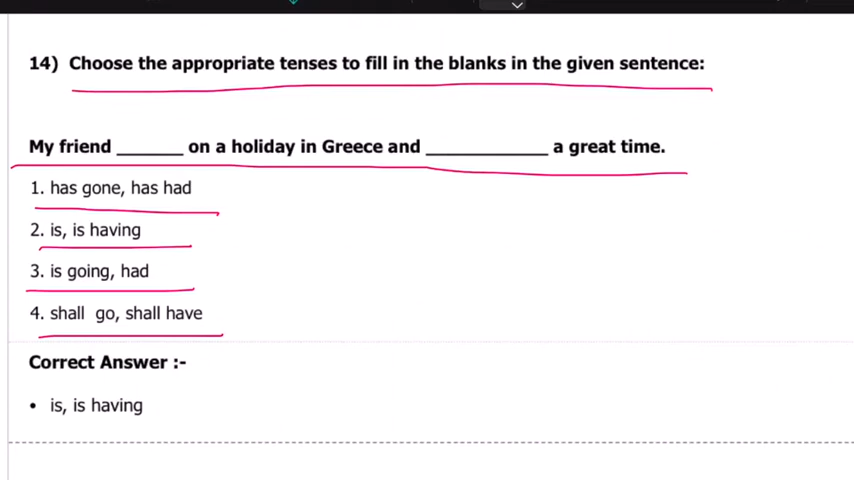 14) Choose the appropriate tenses to fill in the blanks in the given sentence:
My friend ______ on a holiday in Greece and ____________ a great time.
1. has gone, has had
2. is, is having
3. is going, had
4. shall go, shall have
Correct Answer :-
• is, is having